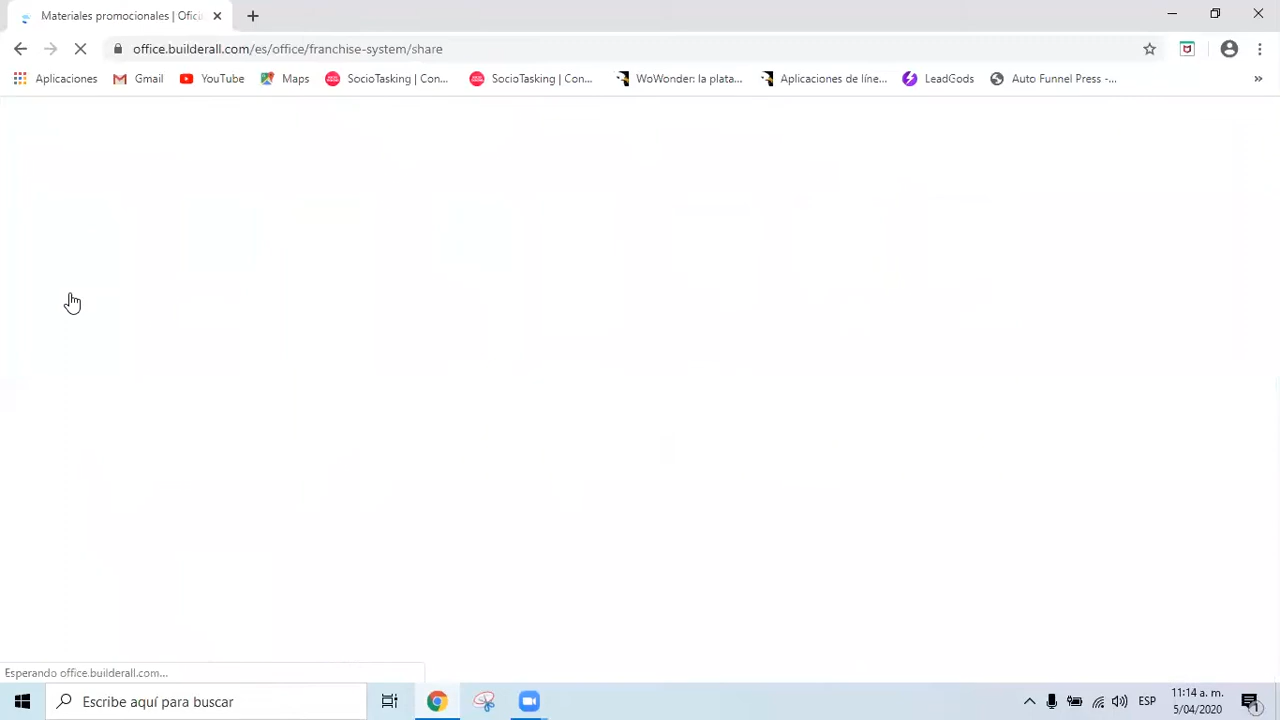 Materiales promocionales | Ofici
office.builderall.com/es/office/franchise-system/share
Aplicaciones Gmail YouTube Maps SocioTasking | Con... SocioTasking | Con... WoWonder: la plata... Aplicaciones de líne... LeadGods Auto Funnel Press -... »
Esperando office.builderall.com...
Escribe aquí para buscar
ESP
11:14 a. m.
5/04/2020
1